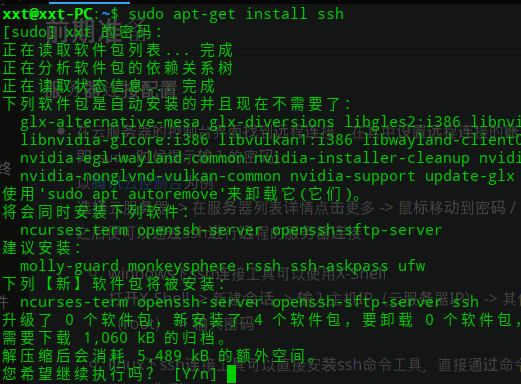 xxt@xxt-PC:~$ sudo apt-get install ssh
[sudo] xxt 的密码：
正在读取软件包列表... 完成
正在分析软件包的依赖关系树
正在读取状态信息... 完成
下列软件包是自动安装的并且现在不需要了：
glx-alternative-mesa glx-diversions libgles2:i386 libnvi
libnvidia-glcore:i386 libvulkan1:i386 libwayland-client0
nvidia-egl-wayland-common nvidia-installer-cleanup nvid
nvidia-nonglvnd-vulkan-common nvidia-support update-glx
使用'sudo apt autoremove'来卸载它(它们)。
将会同时安装下列软件：
ncurses-term openssh-server openssh-sftp-server
建议安装：
molly-guard monkeysphere rssh ssh-askpass ufw
下列【新】软件包将被安装：
ncurses-term openssh-server openssh-sftp-server ssh
升级了 0 个软件包，新安装了 4 个软件包，要卸载 0 个软件包，
需要下载 1,060 kB 的归档。
解压缩后会消耗 5,489 kB 的额外空间。
您希望继续执行吗？ [Y/n]